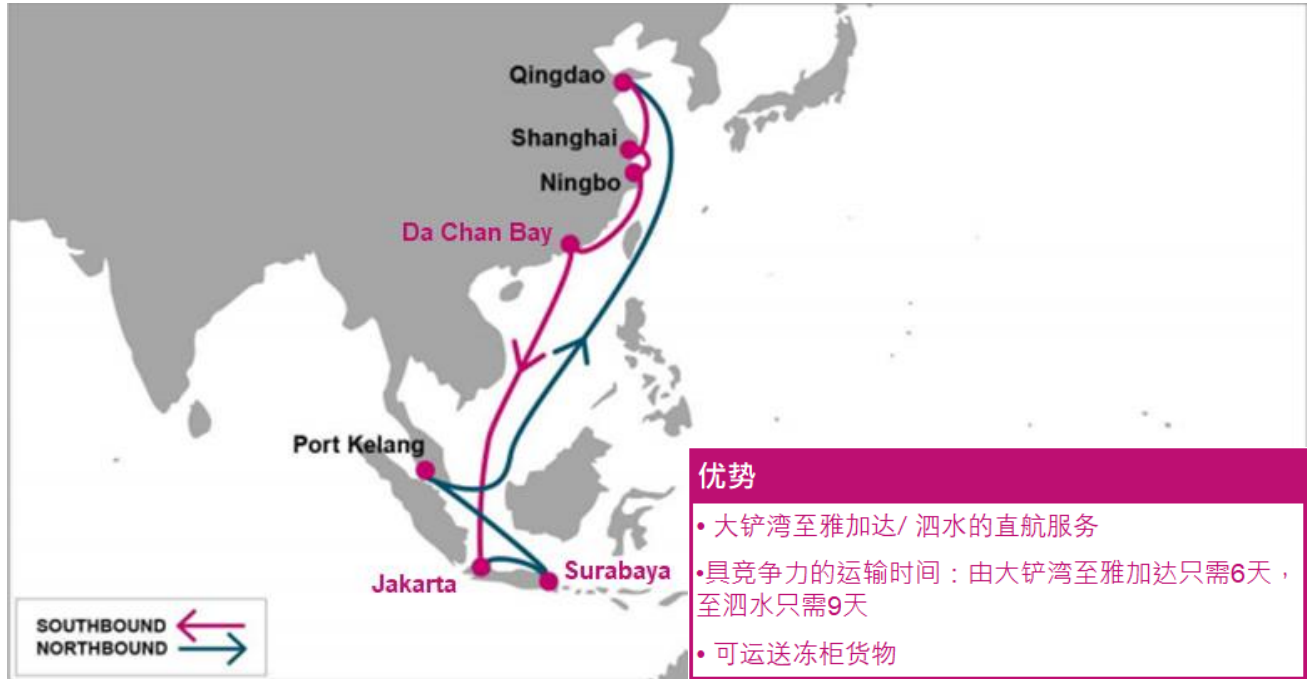 Qingdao
Shanghai
Ningbo
Da Chan Bay
Port Kelang
Jakarta
Surabaya
SOUTHBOUND
NORTHBOUND
优势
• 大铲湾至雅加达/ 泗水的直航服务
•具竞争力的运输时间：由大铲湾至雅加达只需6天，
至泗水只需9天
• 可运送冻柜货物